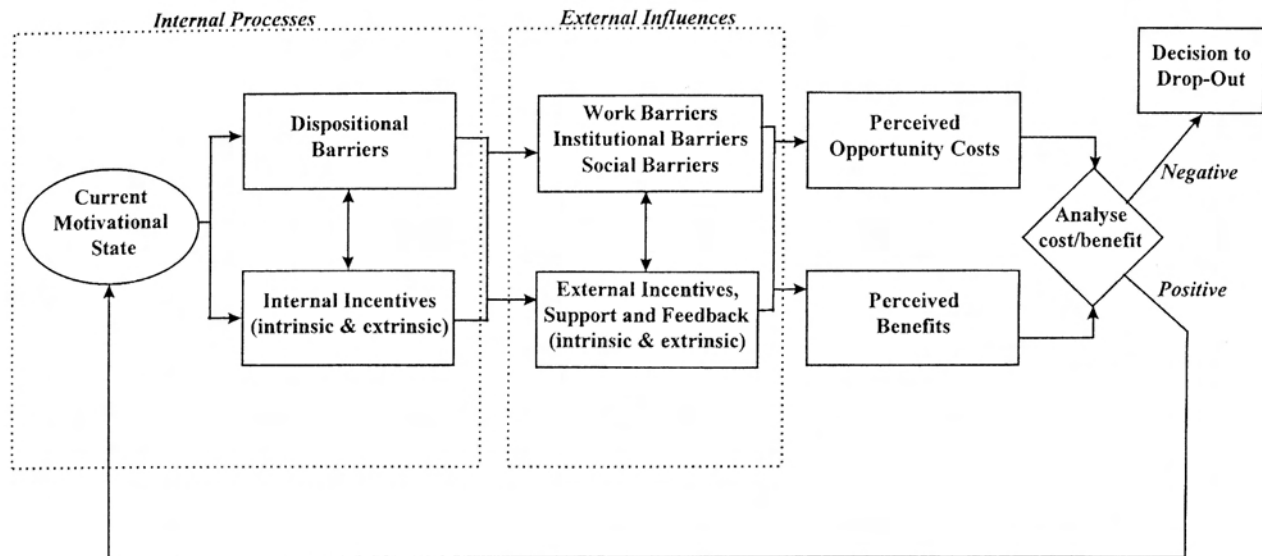 Internal Processes
External Influences
Decision to
Drop-Out
Dispositional
Barriers
Work Barriers
Institutional Barriers
Social Barriers
Perceived
Opportunity Costs
Negative
Current
Motivational
State
Analyse
cost/benefit
Internal Incentives
(intrinsic & extrinsic)
External Incentives,
Support and Feedback
(intrinsic & extrinsic)
Perceived
Benefits
Positive